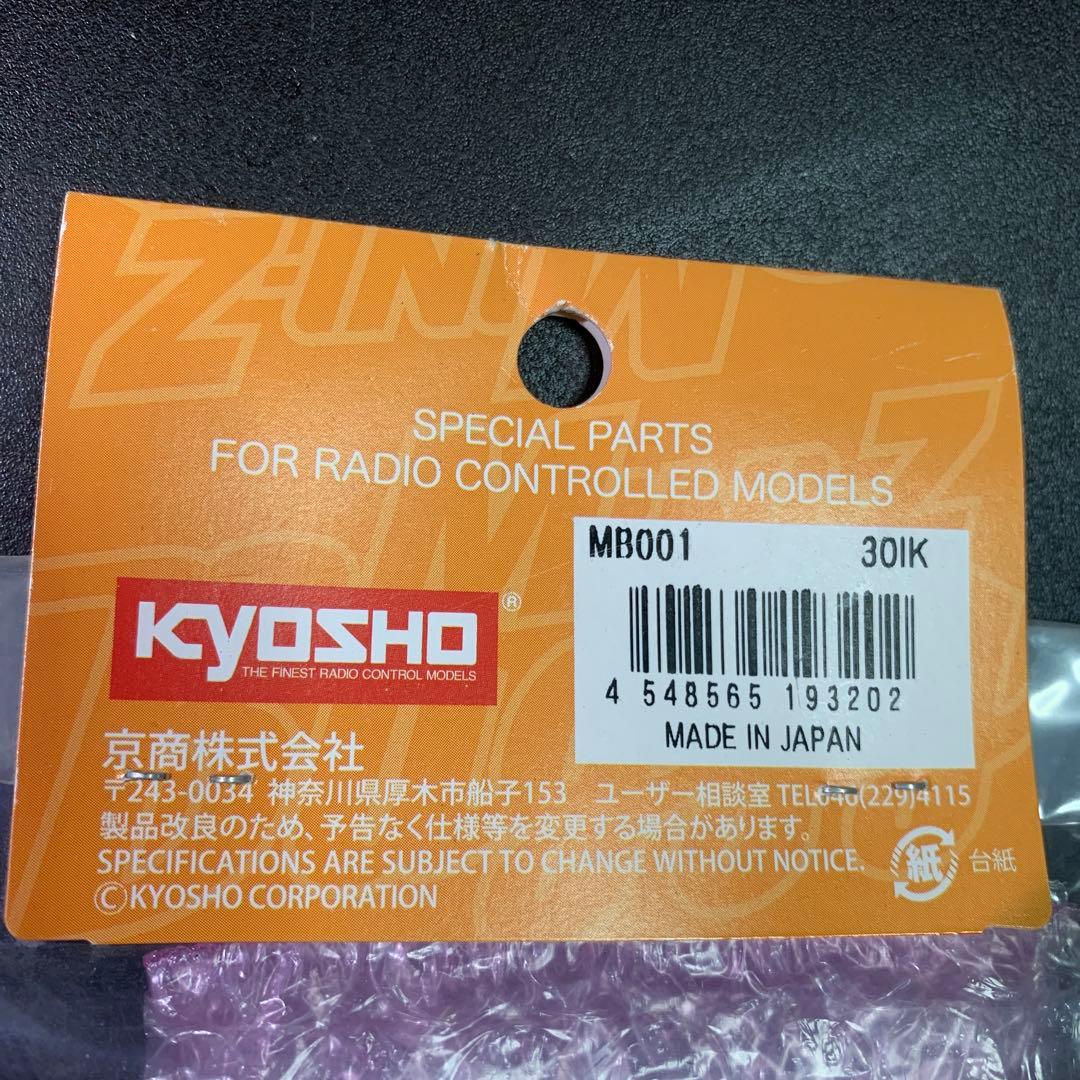 MINI-Z
SPECIAL PARTS
FOR RADIO CONTROLLED MODELS
MB001 30IK
4 548565 193202
MADE IN JAPAN
KYOSHO®
THE FINEST RADIO CONTROL MODELS
京商株式会社
〒243-0034 神奈川県厚木市船子153 ユーザー相談室 TEL046(229)4115
製品改良のため、予告なく仕様等を変更する場合があります。
SPECIFICATIONS ARE SUBJECT TO CHANGE WITHOUT NOTICE.
©KYOSHO CORPORATION
紙 台紙